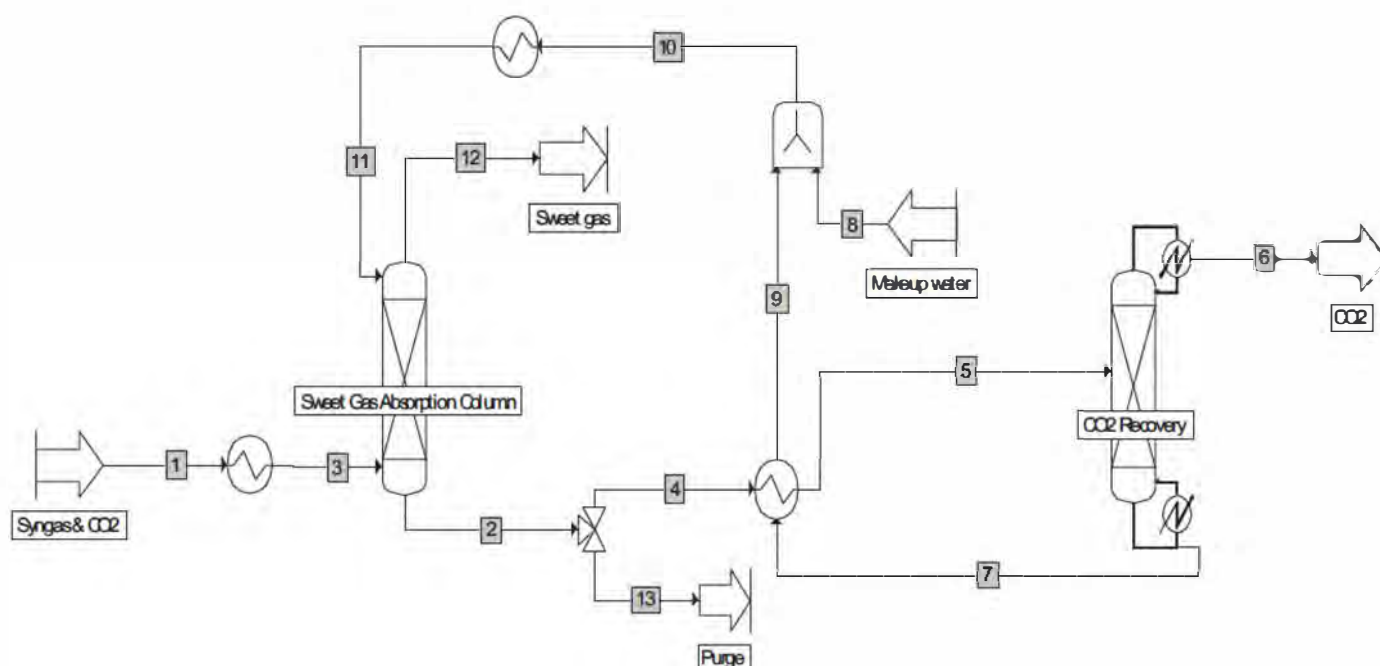 10
11
12
Sweet gas
8
Makeup water
9
6
CO2
5
Sweet Gas Absorption Column
CO2 Recovery
1
3
4
Syngas & CO2
2
7
13
Purge